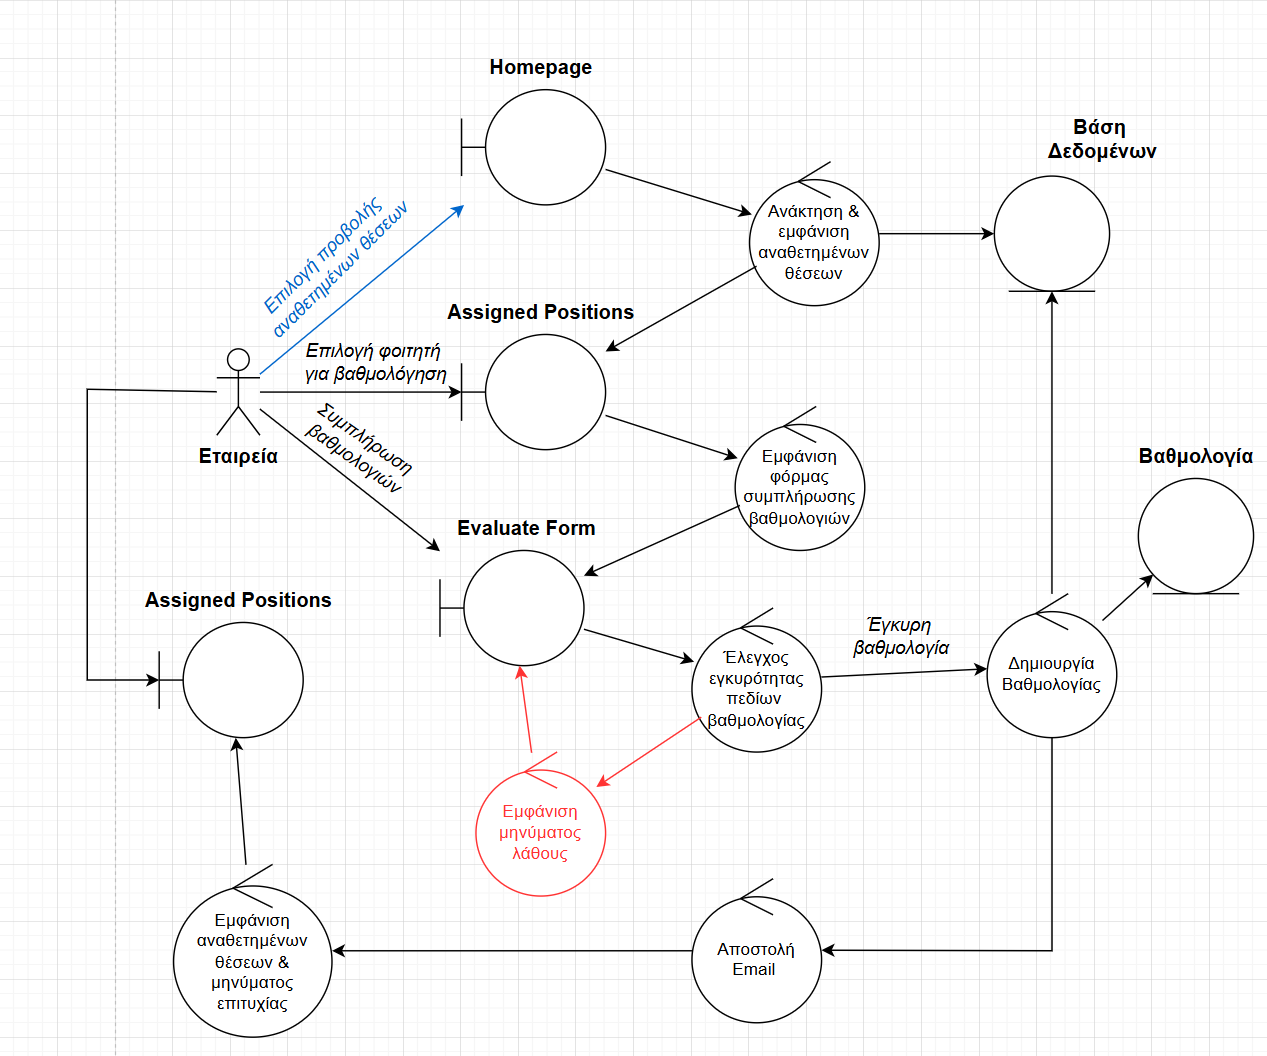 Homepage
Βάση
Δεδομένων
Επιλογή προβολής
αναθετημένων θέσεων
Ανάκτηση &
εμφάνιση
αναθετημένων
θέσεων
Assigned Positions
Επιλογή φοιτητή
για βαθμολόγηση
Εταιρεία
Συμπλήρωση
βαθμολογιών
Εμφάνιση
φόρμας
συμπλήρωσης
βαθμολογιών
Βαθμολογία
Evaluate Form
Assigned Positions
Έλεγχος
εγκυρότητας
πεδίων
βαθμολογίας
Έγκυρη
βαθμολογία
Δημιουργία
Βαθμολογίας
Εμφάνιση
μηνύματος
λάθους
Εμφάνιση
αναθετημένων
θέσεων &
μηνύματος
επιτυχίας
Αποστολή
Email